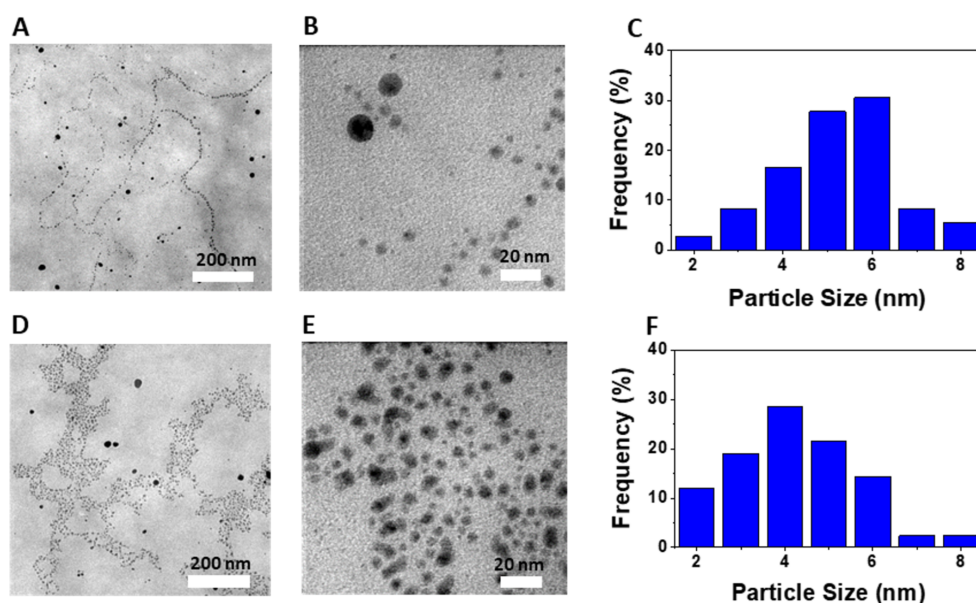 A
B
C
200 nm
20 nm
40
30
20
10
0
Frequency (%)
2 4 6 8
Particle Size (nm)
D
E
F
200 nm
20 nm
40
30
20
10
0
Frequency (%)
2 4 6 8
Particle Size (nm)